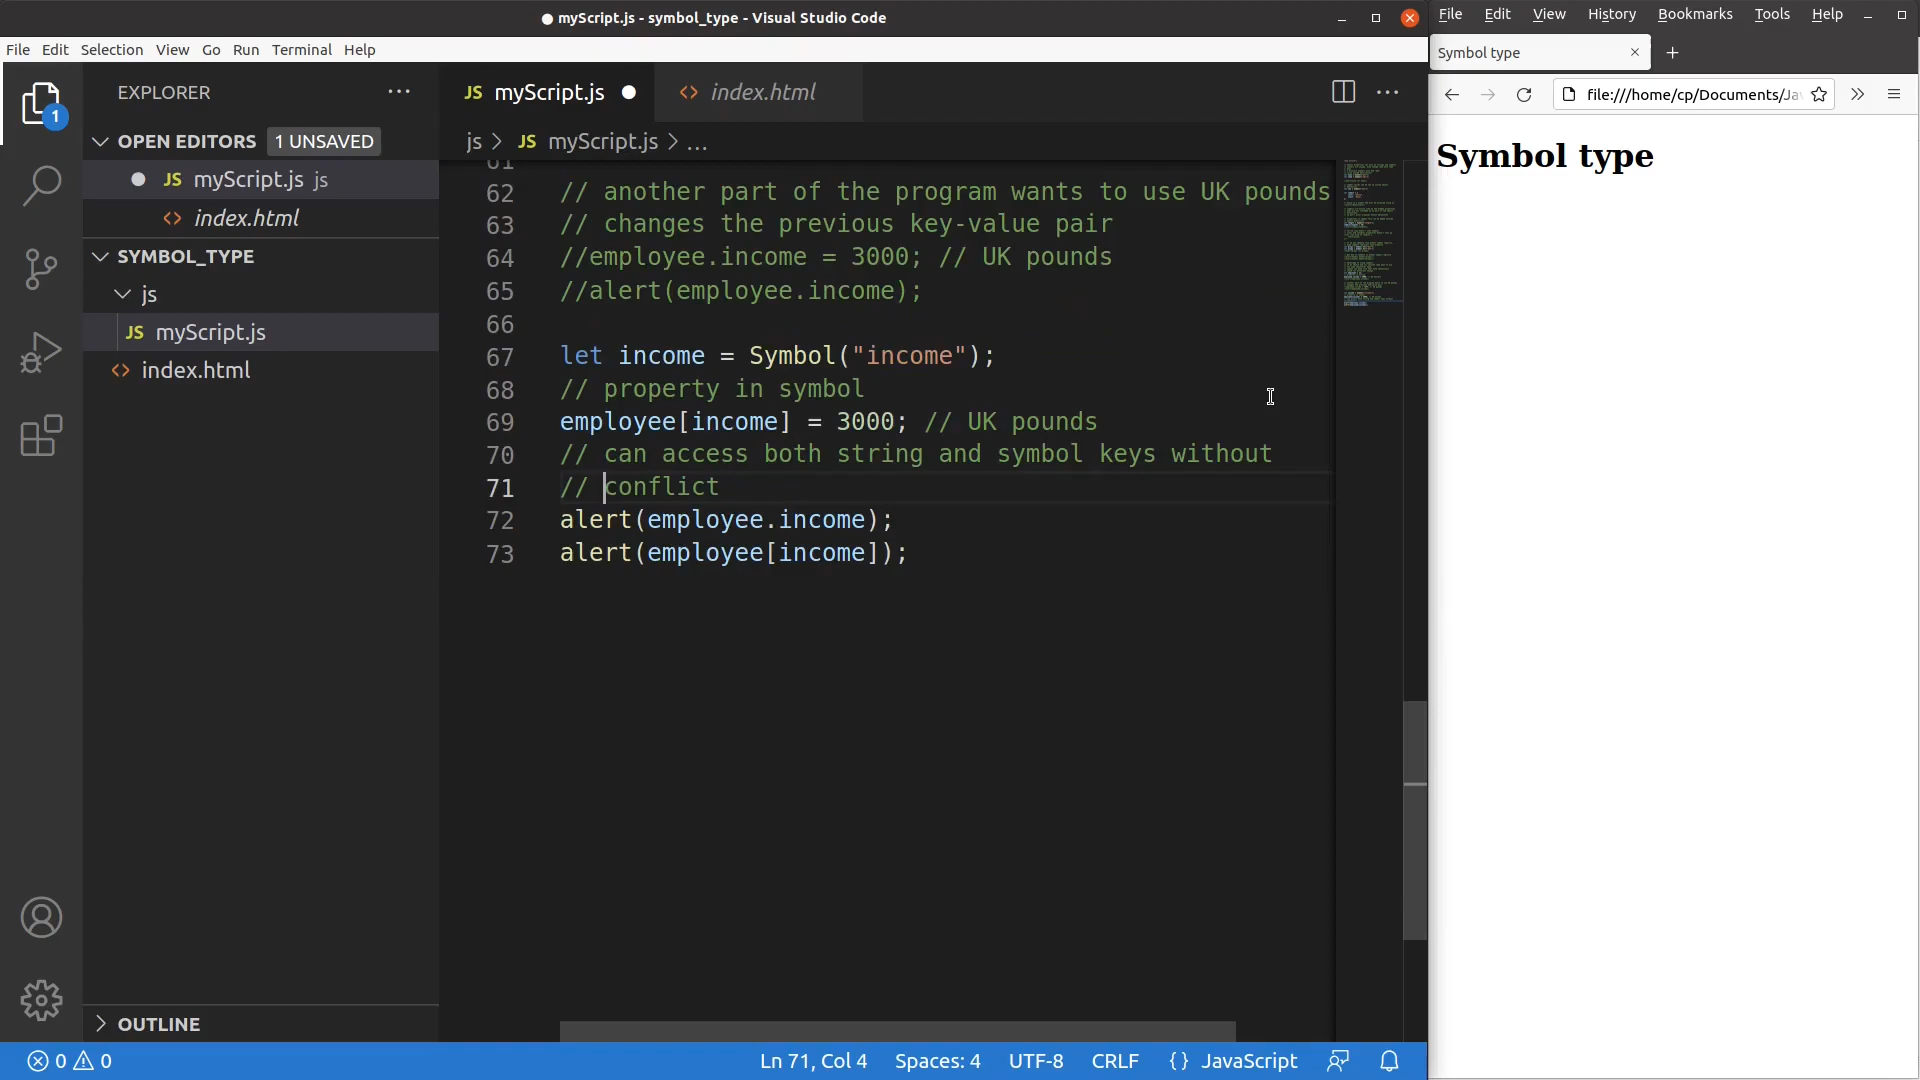 myScript.js - symbol_type - Visual Studio Code
File Edit Selection View Go Run Terminal Help
1
EXPLORER
OPEN EDITORS 1 UNSAVED
JS myScript.js js
<> index.html
SYMBOL_TYPE
js
JS myScript.js
<> index.html
OUTLINE
JS myScript.js
<> index.html
js > JS myScript.js > ...
61
62 // another part of the program wants to use UK pounds
63 // changes the previous key-value pair
64 //employee.income = 3000; // UK pounds
65 //alert(employee.income);
66
67 let income = Symbol("income");
68 // property in symbol
69 employee[income] = 3000; // UK pounds
70 // can access both string and symbol keys without
71 // conflict
72 alert(employee.income);
73 alert(employee[income]);
0 0
Ln 71, Col 4 Spaces: 4 UTF-8 CRLF {} JavaScript
File Edit View History Bookmarks Tools Help
Symbol type
file:///home/cp/Documents/Ja
Symbol type